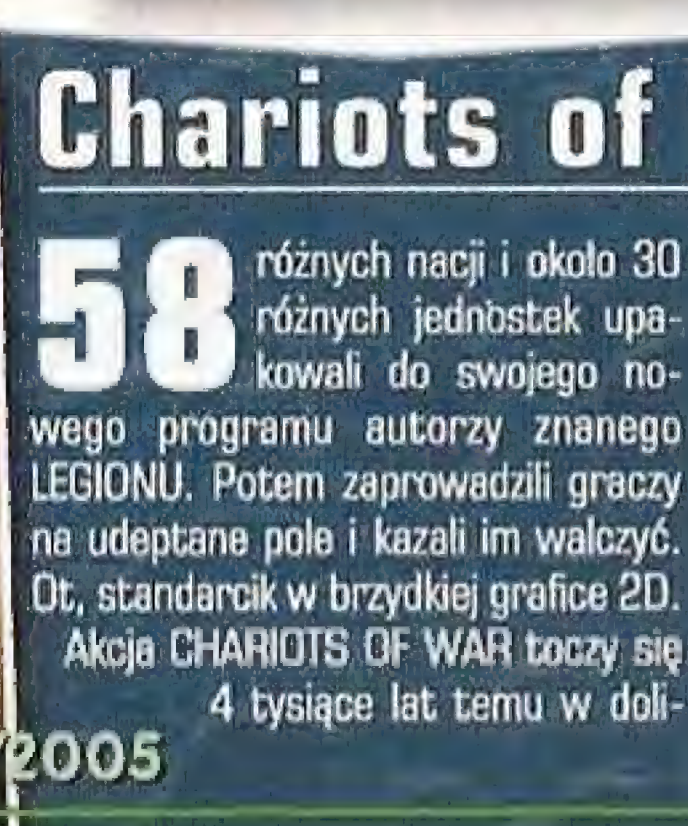 Chariots of
58 różnych nacji i około 30
różnych jednostek upa-
kowali do swojego no-
wego programu autorzy znanego
LEGIONU. Potem zaprowadzili graczy
na udeptane pole i kazali im walczyć.
Ot, standarcik w brzydkiej grafice 2D.
Akcja CHARIOTS OF WAR toczy się
4 tysiące lat temu w doli-
2005